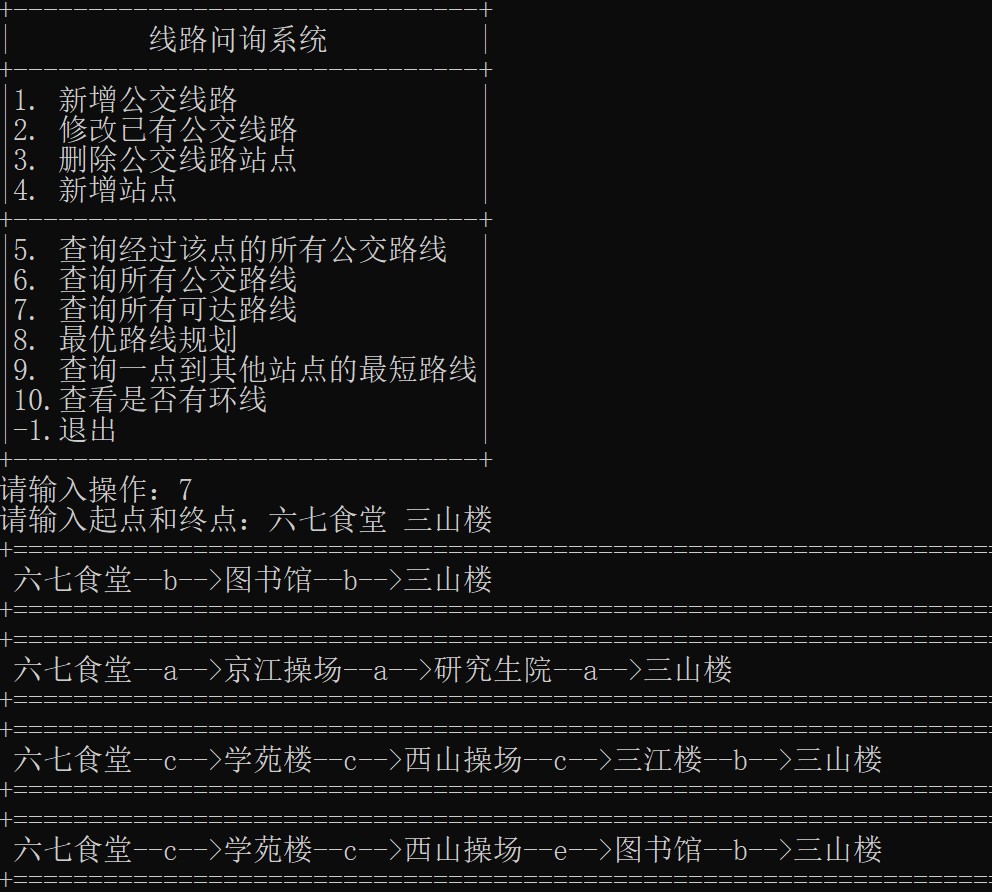 +-------------------------------+
|         线路问询系统          |
+-------------------------------+
|1. 新增公交线路                |
|2. 修改已有公交线路            |
|3. 删除公交线路站点            |
|4. 新增站点                    |
+-------------------------------+
|5. 查询经过该点的所有公交路线  |
|6. 查询所有公交路线            |
|7. 查询所有可达路线            |
|8. 最优路线规划                |
|9. 查询一点到其他站点的最短路线|
|10.查看是否有环线              |
|-1.退出                        |
+-------------------------------+
请输入操作: 7
请输入起点和终点: 六七食堂 三山楼
+=================================================================
 六七食堂--b-->图书馆--b-->三山楼
+=================================================================
+=================================================================
 六七食堂--a-->京江操场--a-->研究生院--a-->三山楼
+=================================================================
+=================================================================
 六七食堂--c-->学苑楼--c-->西山操场--c-->三江楼--b-->三山楼
+=================================================================
+=================================================================
 六七食堂--c-->学苑楼--c-->西山操场--e-->图书馆--b-->三山楼
+=================================================================